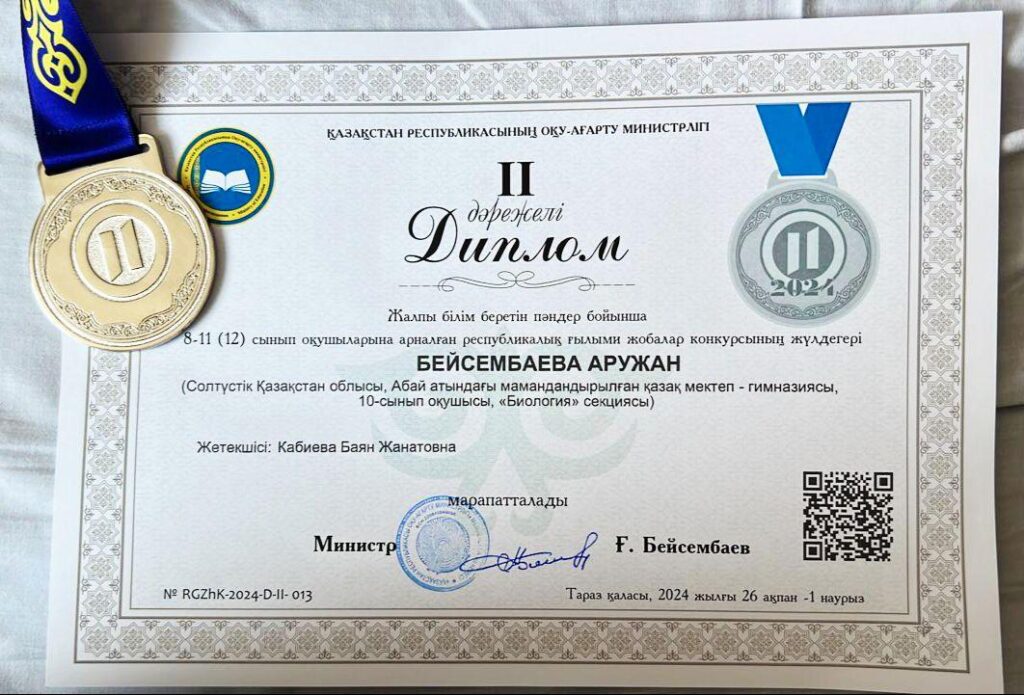 ҚАЗАҚСТАН РЕСПУБЛИКАСЫНЫҢ ОҚУ-АҒАРТУ МИНИСТРЛІГІ
II
дәрежелі
Диплом
II
II
2024
Жалпы білім беретін пәндер бойынша
8-11 (12) сынып оқушыларына арналған республикалық ғылыми жобалар конкурсының жүлдегері
БЕЙСЕМБАЕВА АРУЖАН
(Солтүстік Қазақстан облысы, Абай атындағы мамандандырылған қазақ мектеп - гимназиясы,
10-сынып оқушысы, «Биология» секциясы)
Жетекшісі: Кабиева Баян Жанатовна
марапатталады
Министр Ғ. Бейсембаев
№ RGZhK-2024-D-II- 013
Тараз қаласы, 2024 жылғы 26 ақпан -1 наурыз